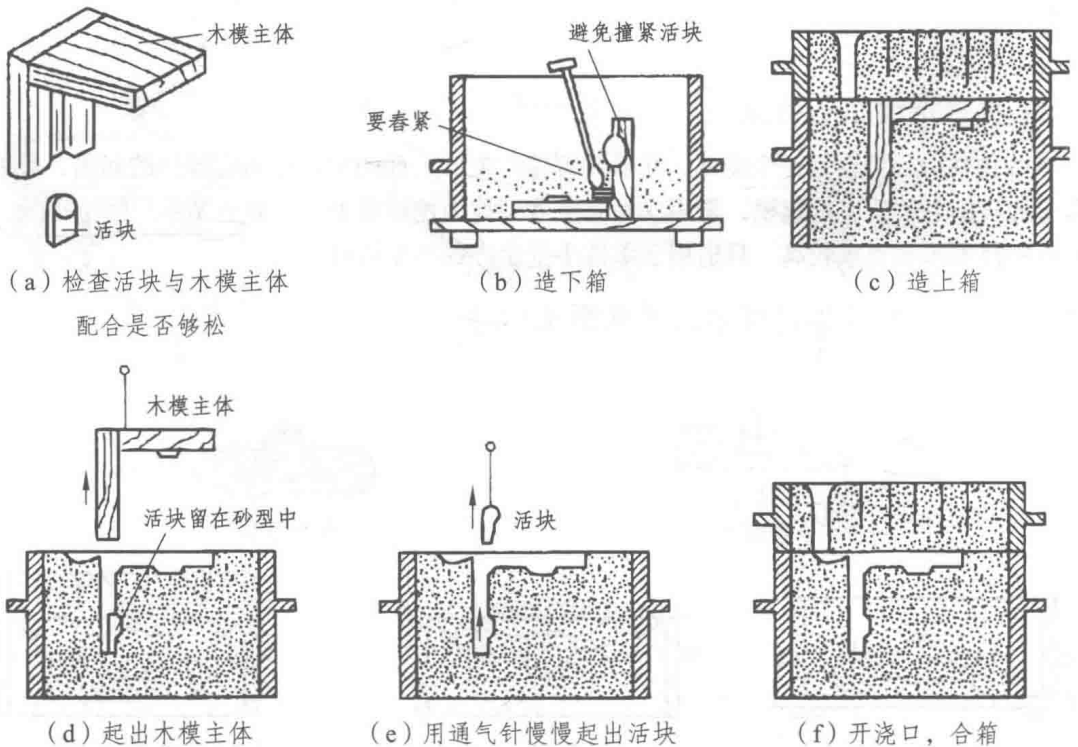 木模主体
活块
(a)检查活块与木模主体
配合是否够松
避免撞紧活块
要舂紧
(b)造下箱
(c)造上箱
木模主体
活块留在砂型中
(d)起出木模主体
活块
(e)用通气针慢慢起出活块
(f)开浇口，合箱